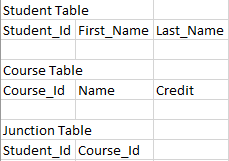 Student Table
Student_Id First_Name Last_Name
Course Table
Course_Id Name Credit
Junction Table
Student_Id Course_Id